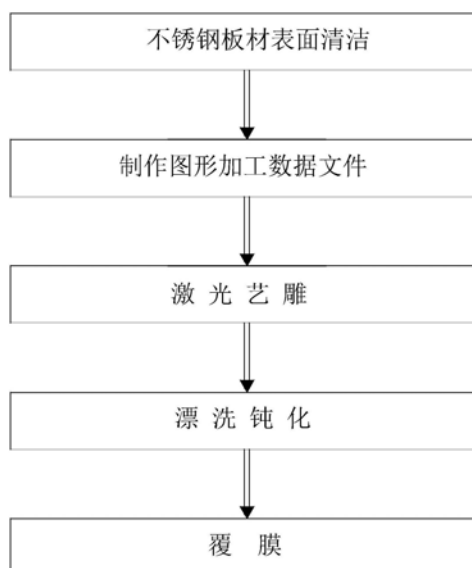 不锈钢板材表面清洁
制作图形加工数据文件
激光艺雕
漂洗钝化
覆膜